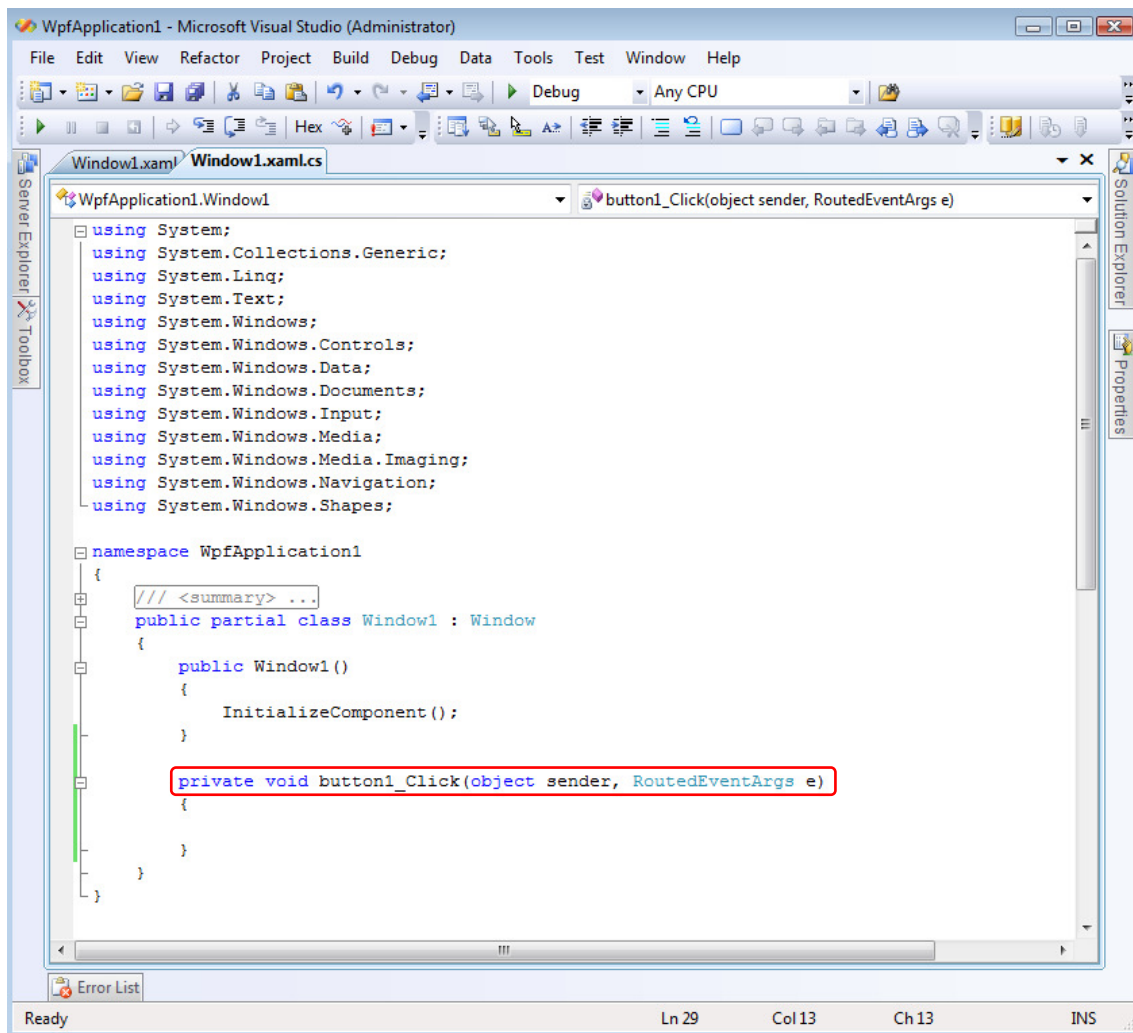 WpfApplication1 - Microsoft Visual Studio (Administrator)
File Edit View Refactor Project Build Debug Data Tools Test Window Help
Debug Any CPU
Hex
Window1.xaml Window1.xaml.cs
WpfApplication1.Window1 button1_Click(object sender, RoutedEventArgs e)
Server Explorer
Toolbox
Solution Explorer
Properties
using System;
using System.Collections.Generic;
using System.Linq;
using System.Text;
using System.Windows;
using System.Windows.Controls;
using System.Windows.Data;
using System.Windows.Documents;
using System.Windows.Input;
using System.Windows.Media;
using System.Windows.Media.Imaging;
using System.Windows.Navigation;
using System.Windows.Shapes;
namespace WpfApplication1
{
/// <summary> ...
public partial class Window1 : Window
{
public Window1()
{
InitializeComponent();
}
private void button1_Click(object sender, RoutedEventArgs e)
{
}
}
}
Error List
Ready Ln 29 Col 13 Ch 13 INS